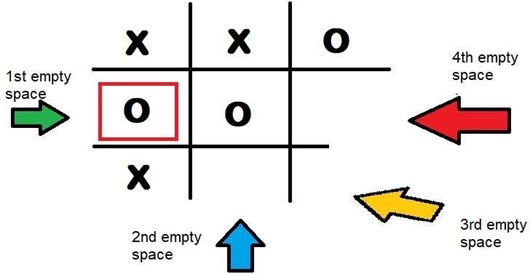 X X O
4th empty
space
1st empty
space
O O
X
2nd empty
space
3rd empty
space